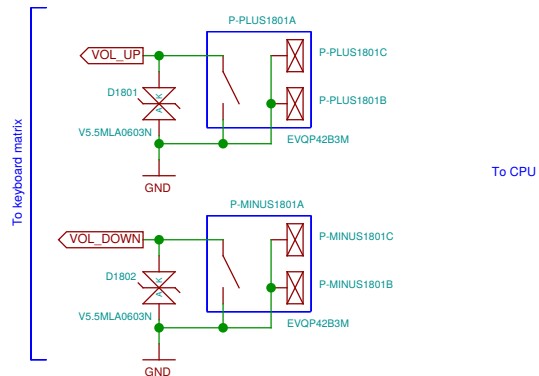 P-PLUS1801A
VOL_UP
P-PLUS1801C
D1801
A K
P-PLUS1801B
V5.5MLA0603N
EVQP42B3M
GND
To keyboard matrix
To CPU
P-MINUS1801A
VOL_DOWN
P-MINUS1801C
D1802
A K
P-MINUS1801B
V5.5MLA0603N
EVQP42B3M
GND